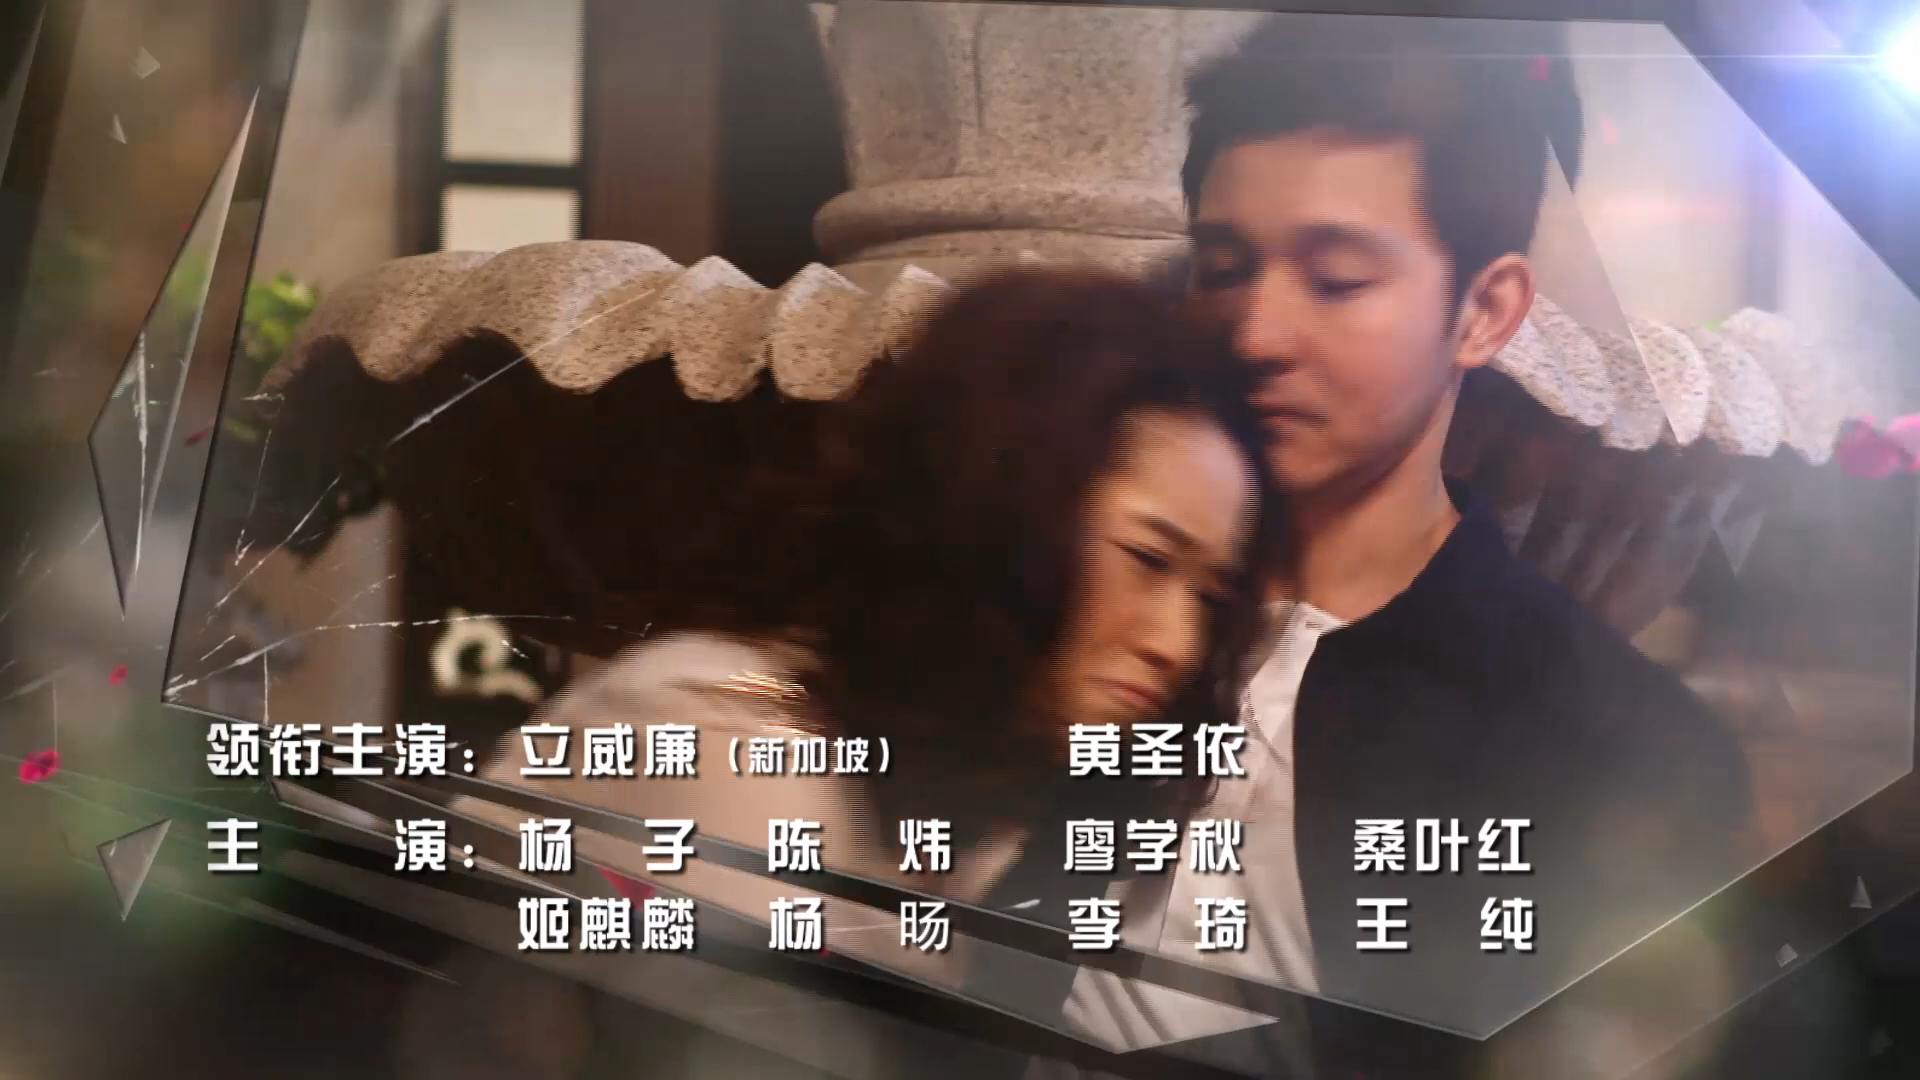 领衔主演：立威廉（新加坡） 黄圣依
主 演：杨 子 陈 炜 廖学秋 桑叶红
姬麒麟 杨 旸 李 琦 王 纯